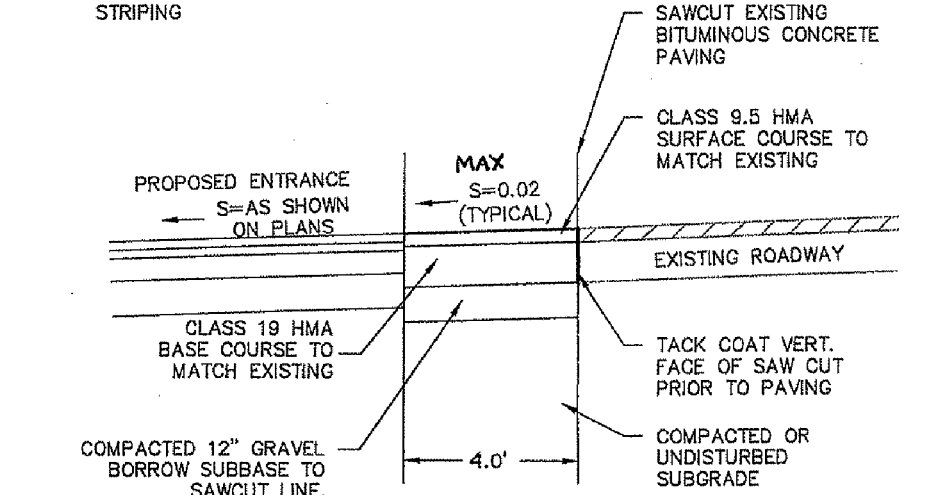 STRIPING
SAWCUT EXISTING
BITUMINOUS CONCRETE
PAVING
CLASS 9.5 HMA
SURFACE COURSE TO
MATCH EXISTING
MAX
S=0.02
(TYPICAL)
PROPOSED ENTRANCE
S=AS SHOWN
ON PLANS
EXISTING ROADWAY
CLASS 19 HMA
BASE COURSE TO
MATCH EXISTING
TACK COAT VERT.
FACE OF SAW CUT
PRIOR TO PAVING
COMPACTED 12" GRAVEL
BORROW SUBBASE TO
SAWCUT LINE.
4.0'
COMPACTED OR
UNDISTURBED
SUBGRADE